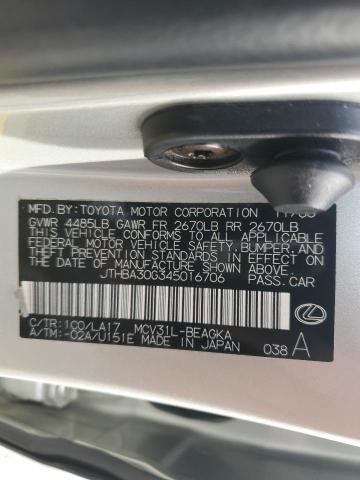 MFD. BY: TOYOTA MOTOR CORPORATION
GVWR 4485LB GAWR FR 2670LB RR 2670LB
THIS VEHICLE CONFORMS TO ALL APPLICABLE
FEDERAL MOTOR VEHICLE SAFETY, BUMPER, AND
THEFT PREVENTION STANDARDS IN EFFECT ON
THE DATE OF MANUFACTURE SHOWN ABOVE.
JTHBA30G345016706 PASS. CAR
C/TR: 1C0/LA17 MCV31L-BEAGKA
A/TM: -02A/U151E MADE IN JAPAN
038 A